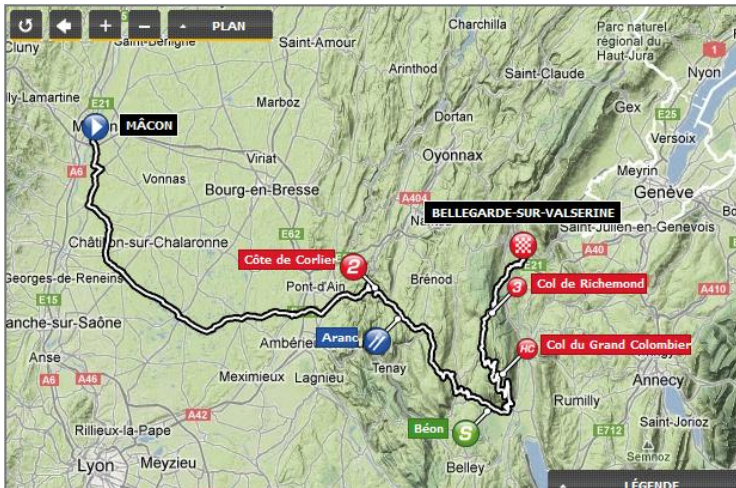 PLAN
Cluny
Saint-Bénigne
Saint-Amour
Charchilla
Parc naturel
régional du
Haut-Jura
1
Nyon
Arinthod
Saint-Claude
lly-Lamartine
E21
Marboz
Gex
E25
MÂCON
Dortan
Versoix
Viriat
Oyonnax
Meyrin
A6
Vonnas
Bourg-en-Bresse
A404
Genève
BELLEGARDE-SUR-VALSERINE
E62
Saint-Julien-en-Genevois
Châtillon-sur-Chalaronne
A40
Côte de Corlier
2
E21
Georges-de-Reneins
Pont-d'Ain
Brénod
3
Col de Richemond
A410
E15
anche-sur-Saône
Aranc
HC
Col du Grand Colombier
Anse
Tenay
A6
A46
Meximieux
Lagnieu
Annecy
Rumilly
A42
Béon
S
Saint-Jorioz
Rillieux-la-Pape
E712
Semnoz
Lyon
Meyzieu
Belley
LÉGENDE